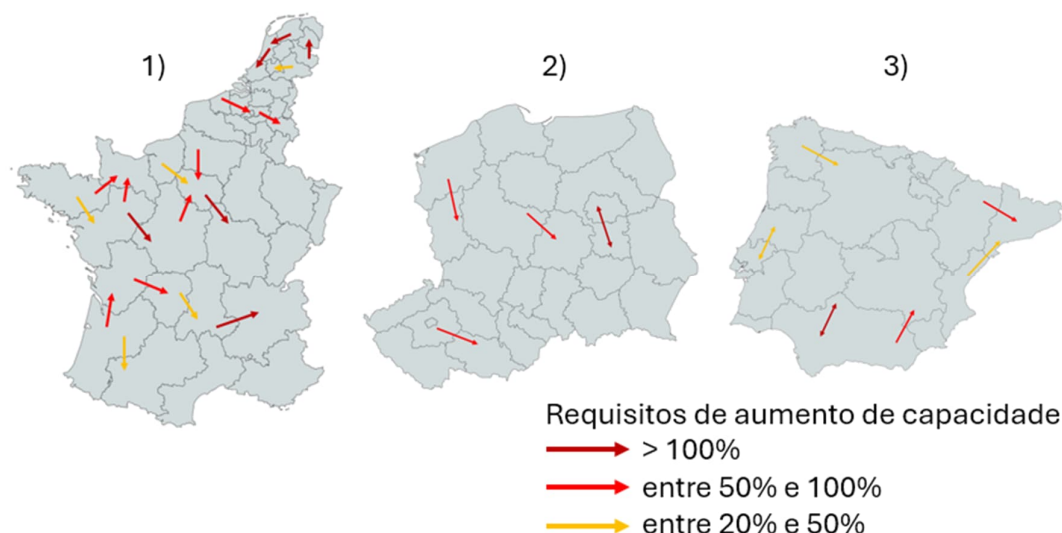 1)
2)
3)
Requisitos de aumento de capacidade
> 100%
entre 50% e 100%
entre 20% e 50%